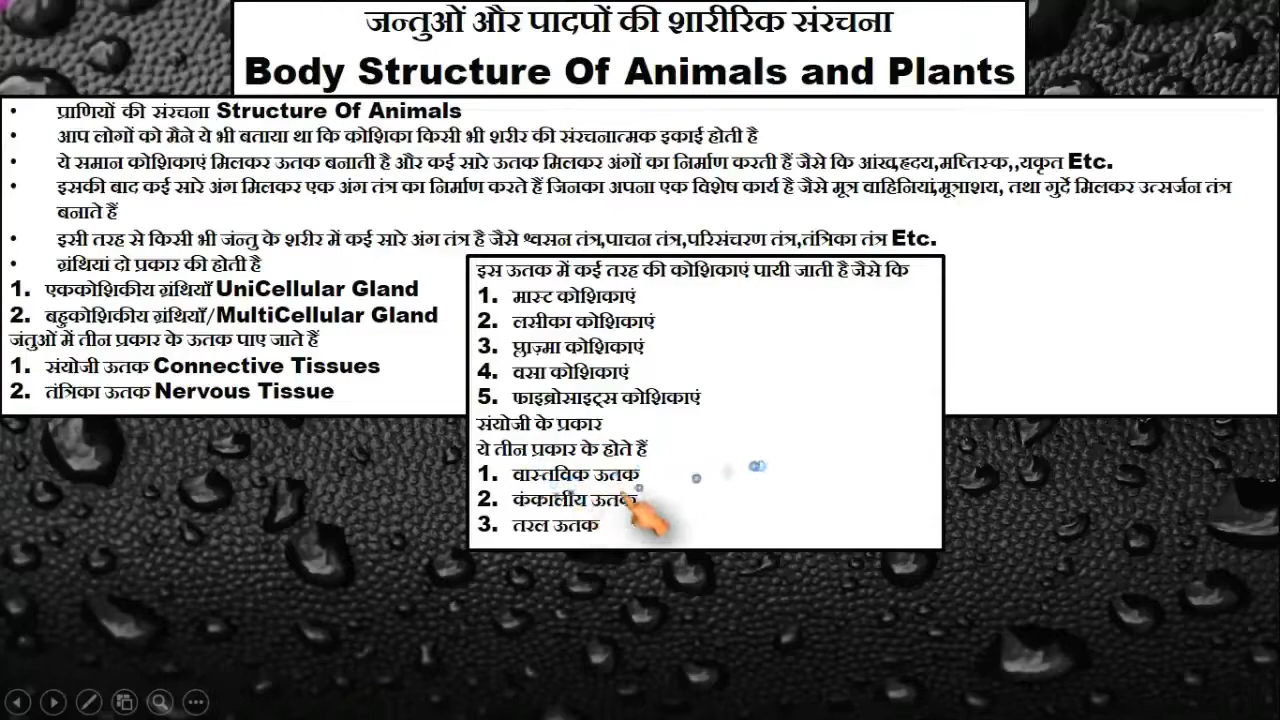 जन्तुओं और पादपों की शारीरिक संरचना
Body Structure Of Animals and Plants
• प्राणियों की संरचना Structure Of Animals
• आप लोगों को मैने ये भी बताया था कि कोशिका किसी भी शरीर की संरचनात्मक इकाई होती है
• ये समान कोशिकाएं मिलकर ऊतक बनाती है और कई सारे ऊतक मिलकर अंगों का निर्माण करती हैं जैसे कि आंख,हृदय,मष्तिस्क,,यकृत Etc.
• इसकी बाद कई सारे अंग मिलकर एक अंग तंत्र का निर्माण करते हैं जिनका अपना एक विशेष कार्य है जैसे मूत्र वाहिनियां,मूत्राशय, तथा गुर्दे मिलकर उत्सर्जन तंत्र
बनाते हैं
• इसी तरह से किसी भी जंन्तु के शरीर में कई सारे अंग तंत्र है जैसे श्वसन तंत्र,पाचन तंत्र,परिसंचरण तंत्र,तंत्रिका तंत्र Etc.
• ग्रंथियां दो प्रकार की होती है
1. एककोशिकीय ग्रंथियाँ UniCellular Gland
2. बहुकोशिकीय ग्रंथियाँ/MultiCellular Gland
जंतुओं में तीन प्रकार के ऊतक पाए जाते हैं
1. संयोजी ऊतक Connective Tissues
2. तंत्रिका ऊतक Nervous Tissue
इस ऊतक में कई तरह की कोशिकाएं पायी जाती है जैसे कि
1. मास्ट कोशिकाएं
2. लसीका कोशिकाएं
3. प्लाज़्मा कोशिकाएं
4. वसा कोशिकाएं
5. फाइब्रोसाइट्स कोशिकाएं
संयोजी के प्रकार
ये तीन प्रकार के होते हैं
1. वास्तविक ऊतक
2. कंकालीय ऊतक
3. तरल ऊतक